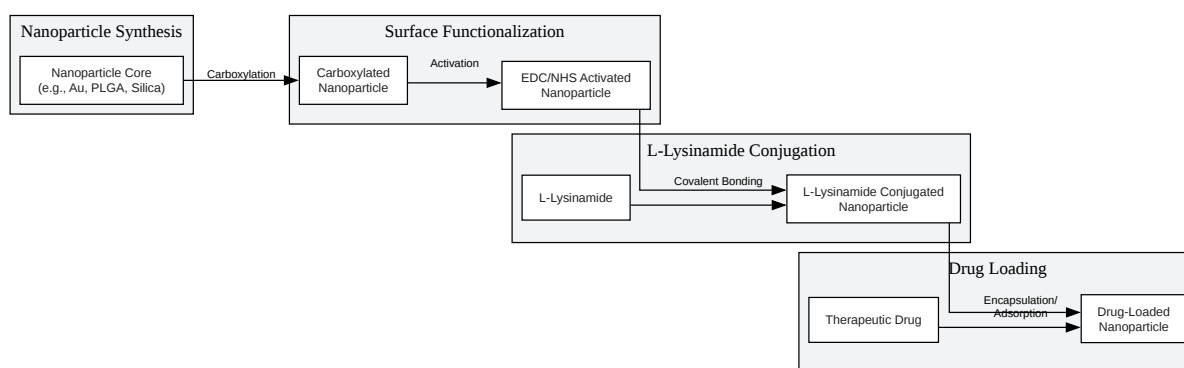 Nanoparticle Synthesis
Nanoparticle Core
(e.g., Au, PLGA, Silica)
Carboxylation
Surface Functionalization
Carboxylated
Nanoparticle
Activation
EDC/NHS Activated
Nanoparticle
L-Lysinamide Conjugation
L-Lysinamide
Covalent Bonding
L-Lysinamide Conjugated
Nanoparticle
Drug Loading
Therapeutic Drug
Encapsulation/
Adsorption
Drug-Loaded
Nanoparticle